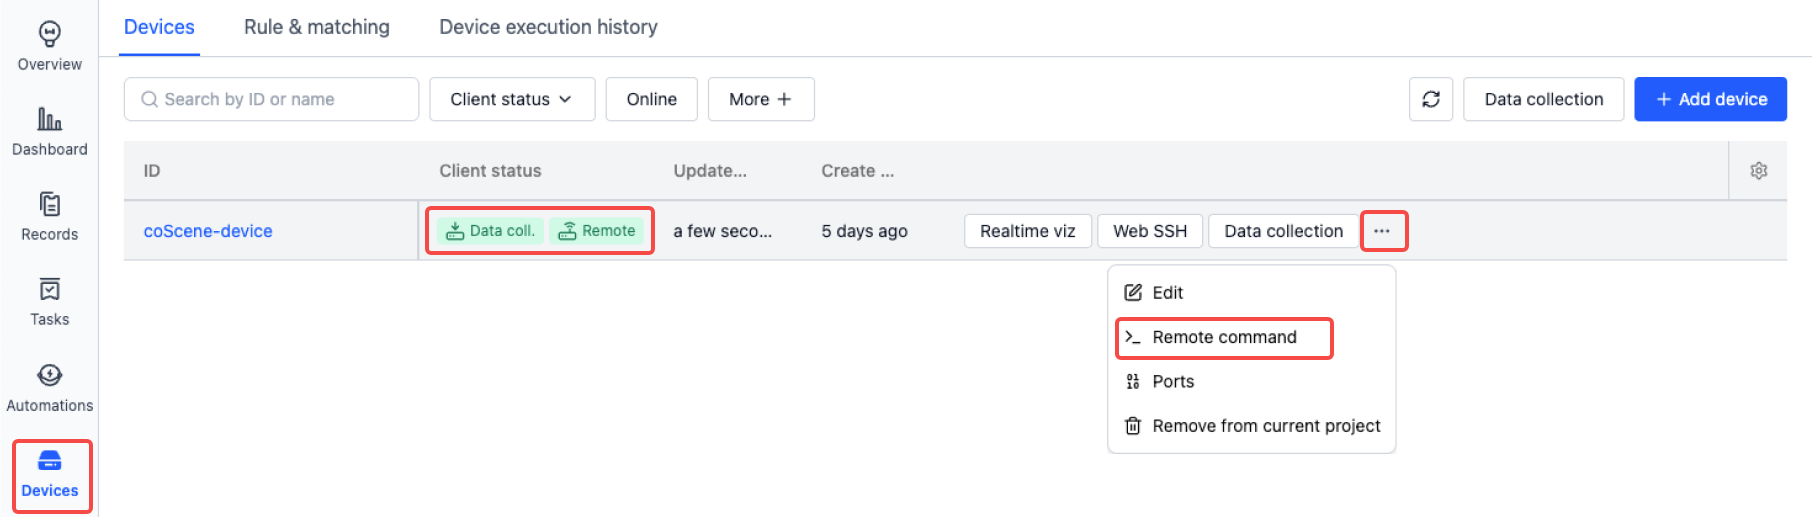 Overview
Dashboard
Records
Tasks
Automations
Devices
Devices Rule & matching Device execution history
Search by ID or name Client status Online More + Data collection + Add device
ID Client status Update... Create ...
coScene-device Data coll. Remote a few seco... 5 days ago Realtime viz Web SSH Data collection ...
Edit
>_ Remote command
01 10 Ports
Remove from current project